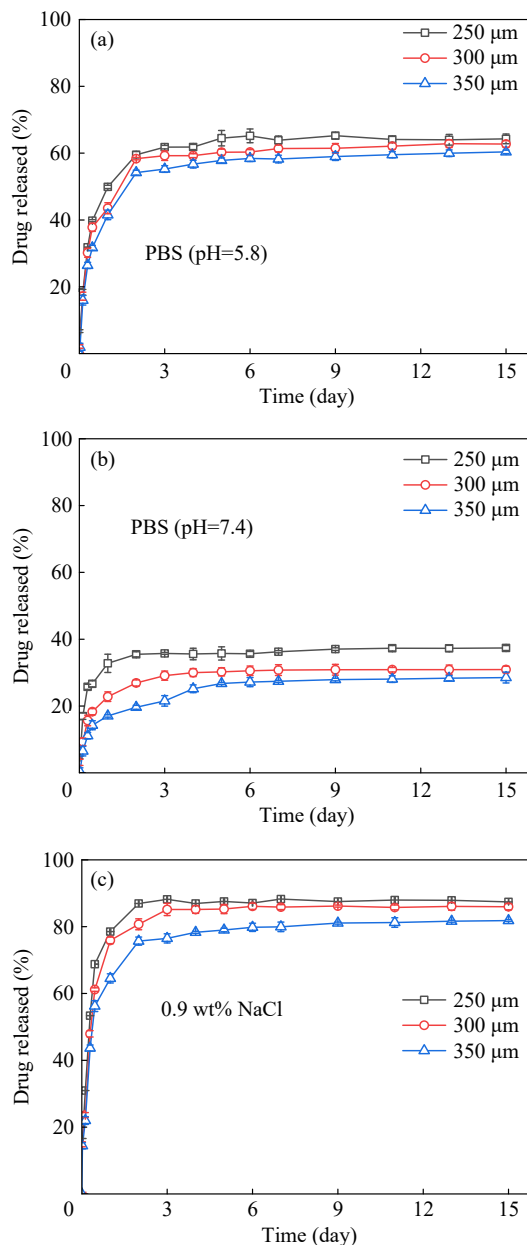 100
(a)
250 μm
300 μm
350 μm
80
60
40
20
0
Drug released (%)
PBS (pH=5.8)
3
6
9
12
15
Time (day)
100
(b)
250 μm
300 μm
350 μm
80
60
40
20
0
Drug released (%)
PBS (pH=7.4)
3
6
9
12
15
Time (day)
100
(c)
80
60
40
20
0
Drug released (%)
0.9 wt% NaCl
250 μm
300 μm
350 μm
3
6
9
12
15
Time (day)